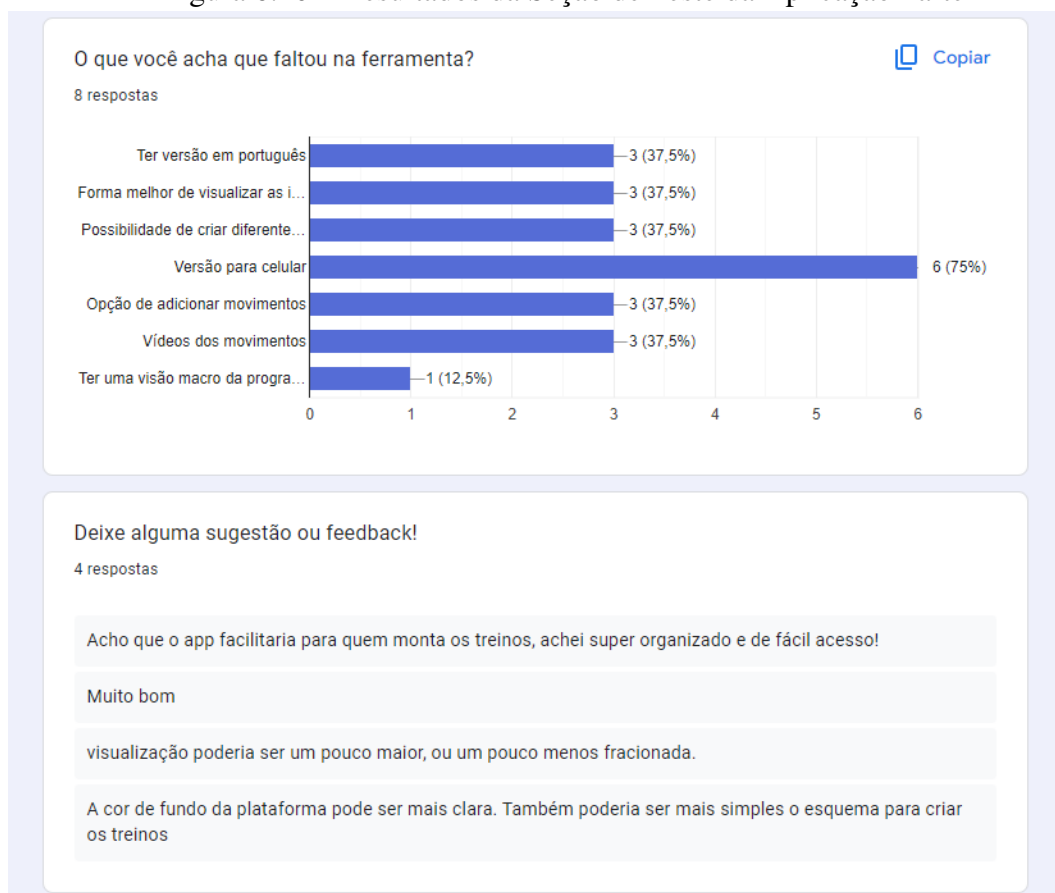 O que você acha que faltou na ferramenta?
Copiar
8 respostas
Ter versão em português
3 (37,5%)
Forma melhor de visualizar as i...
3 (37,5%)
Possibilidade de criar diferente...
3 (37,5%)
Versão para celular
6 (75%)
Opção de adicionar movimentos
3 (37,5%)
Vídeos dos movimentos
3 (37,5%)
Ter uma visão macro da progra...
1 (12,5%)
0 1 2 3 4 5 6
Deixe alguma sugestão ou feedback!
4 respostas
Acho que o app facilitaria para quem monta os treinos, achei super organizado e de fácil acesso!
Muito bom
visualização poderia ser um pouco maior, ou um pouco menos fracionada.
A cor de fundo da plataforma pode ser mais clara. Também poderia ser mais simples o esquema para criar
os treinos